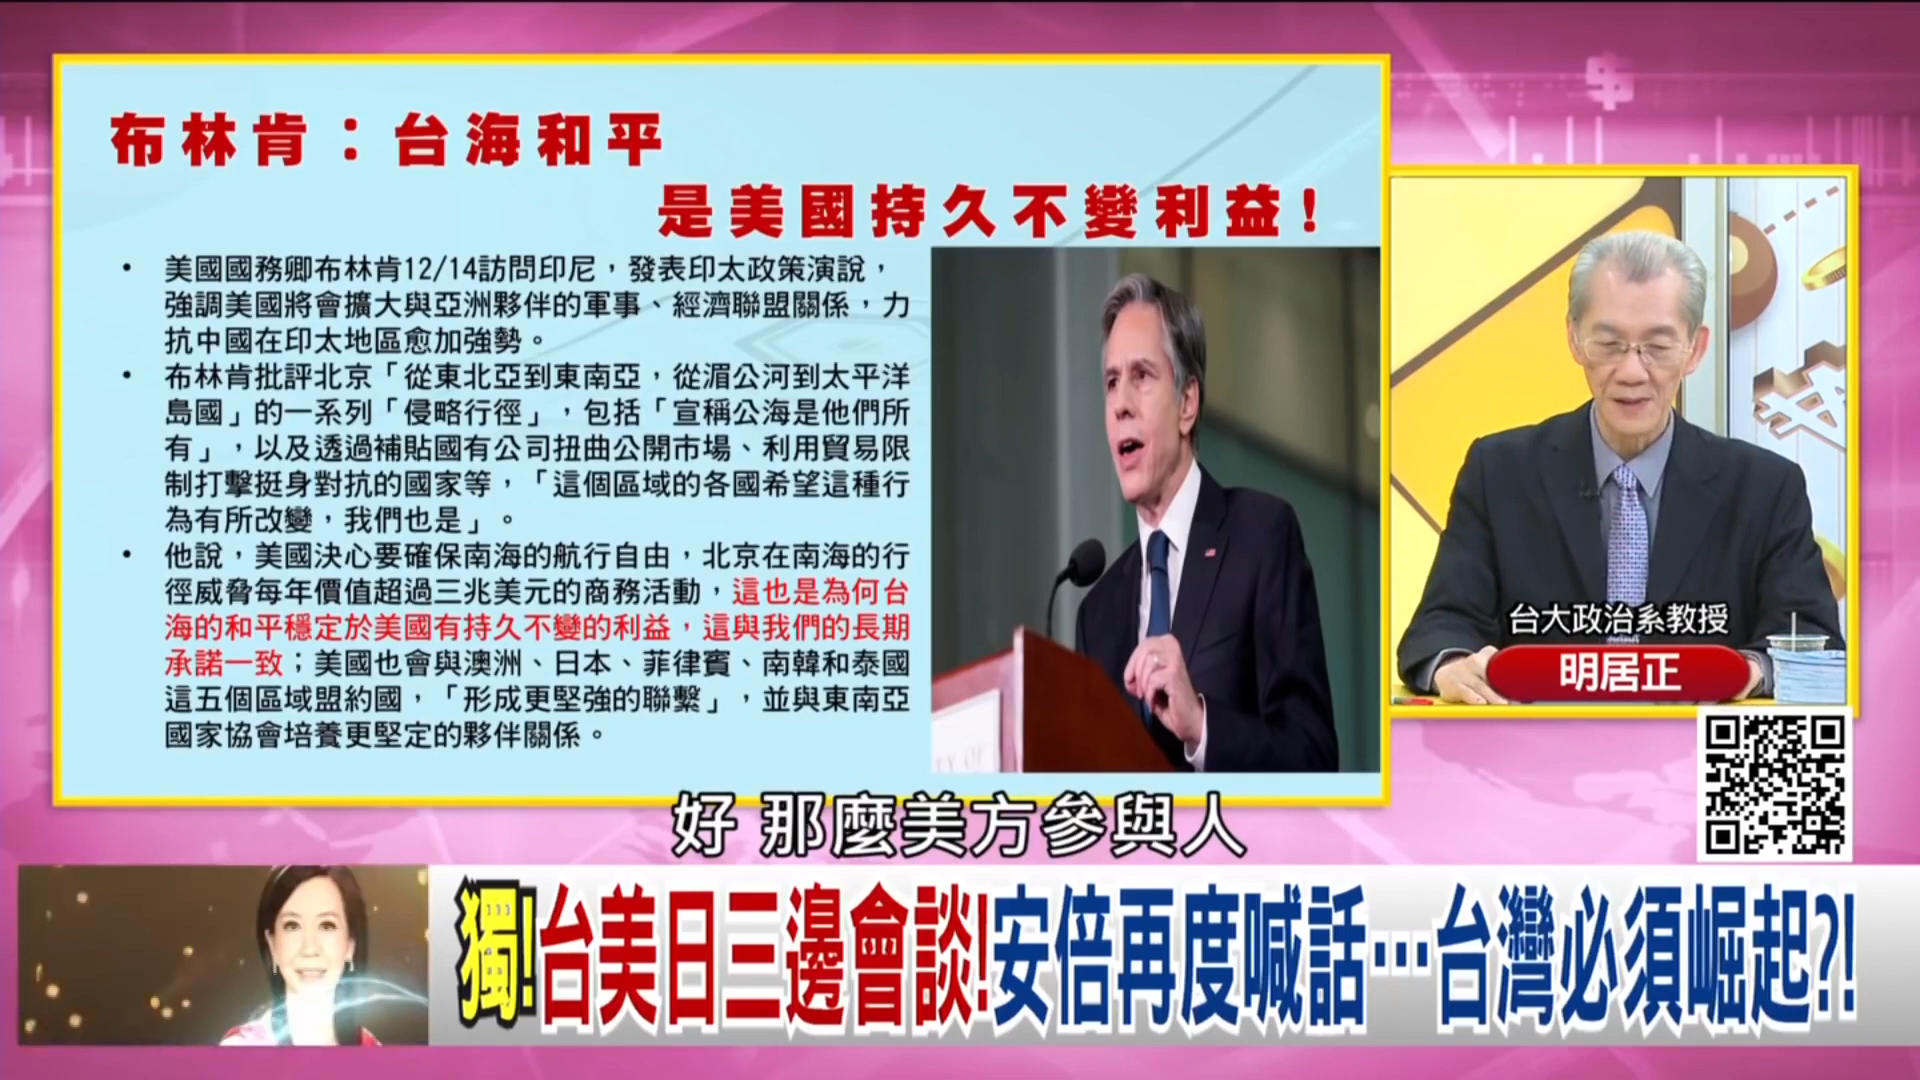 布林肯：台海和平
是美國持久不變利益！
• 美國國務卿布林肯12/14訪問印尼，發表印太政策演說，
強調美國將會擴大與亞洲夥伴的軍事、經濟聯盟關係，力
抗中國在印太地區愈加強勢。
• 布林肯批評北京「從東北亞到東南亞，從湄公河到太平洋
島國」的一系列「侵略行徑」，包括「宣稱公海是他們所
有」，以及透過補貼國有公司扭曲公開市場、利用貿易限
制打擊挺身對抗的國家等，「這個區域的各國希望這種行
為有所改變，我們也是」。
• 他說，美國決心要確保南海的航行自由，北京在南海的行
徑威脅每年價值超過三兆美元的商務活動，這也是為何台
海的和平穩定於美國有持久不變的利益，這與我們的長期
承諾一致；美國也會與澳洲、日本、菲律賓、南韓和泰國
這五個區域盟約國，「形成更堅強的聯繫」，並與東南亞
國家協會培養更堅定的夥伴關係。
台大政治系教授
明居正
好 那麼美方參與人
獨!台美日三邊會談!安倍再度喊話…台灣必須崛起?!